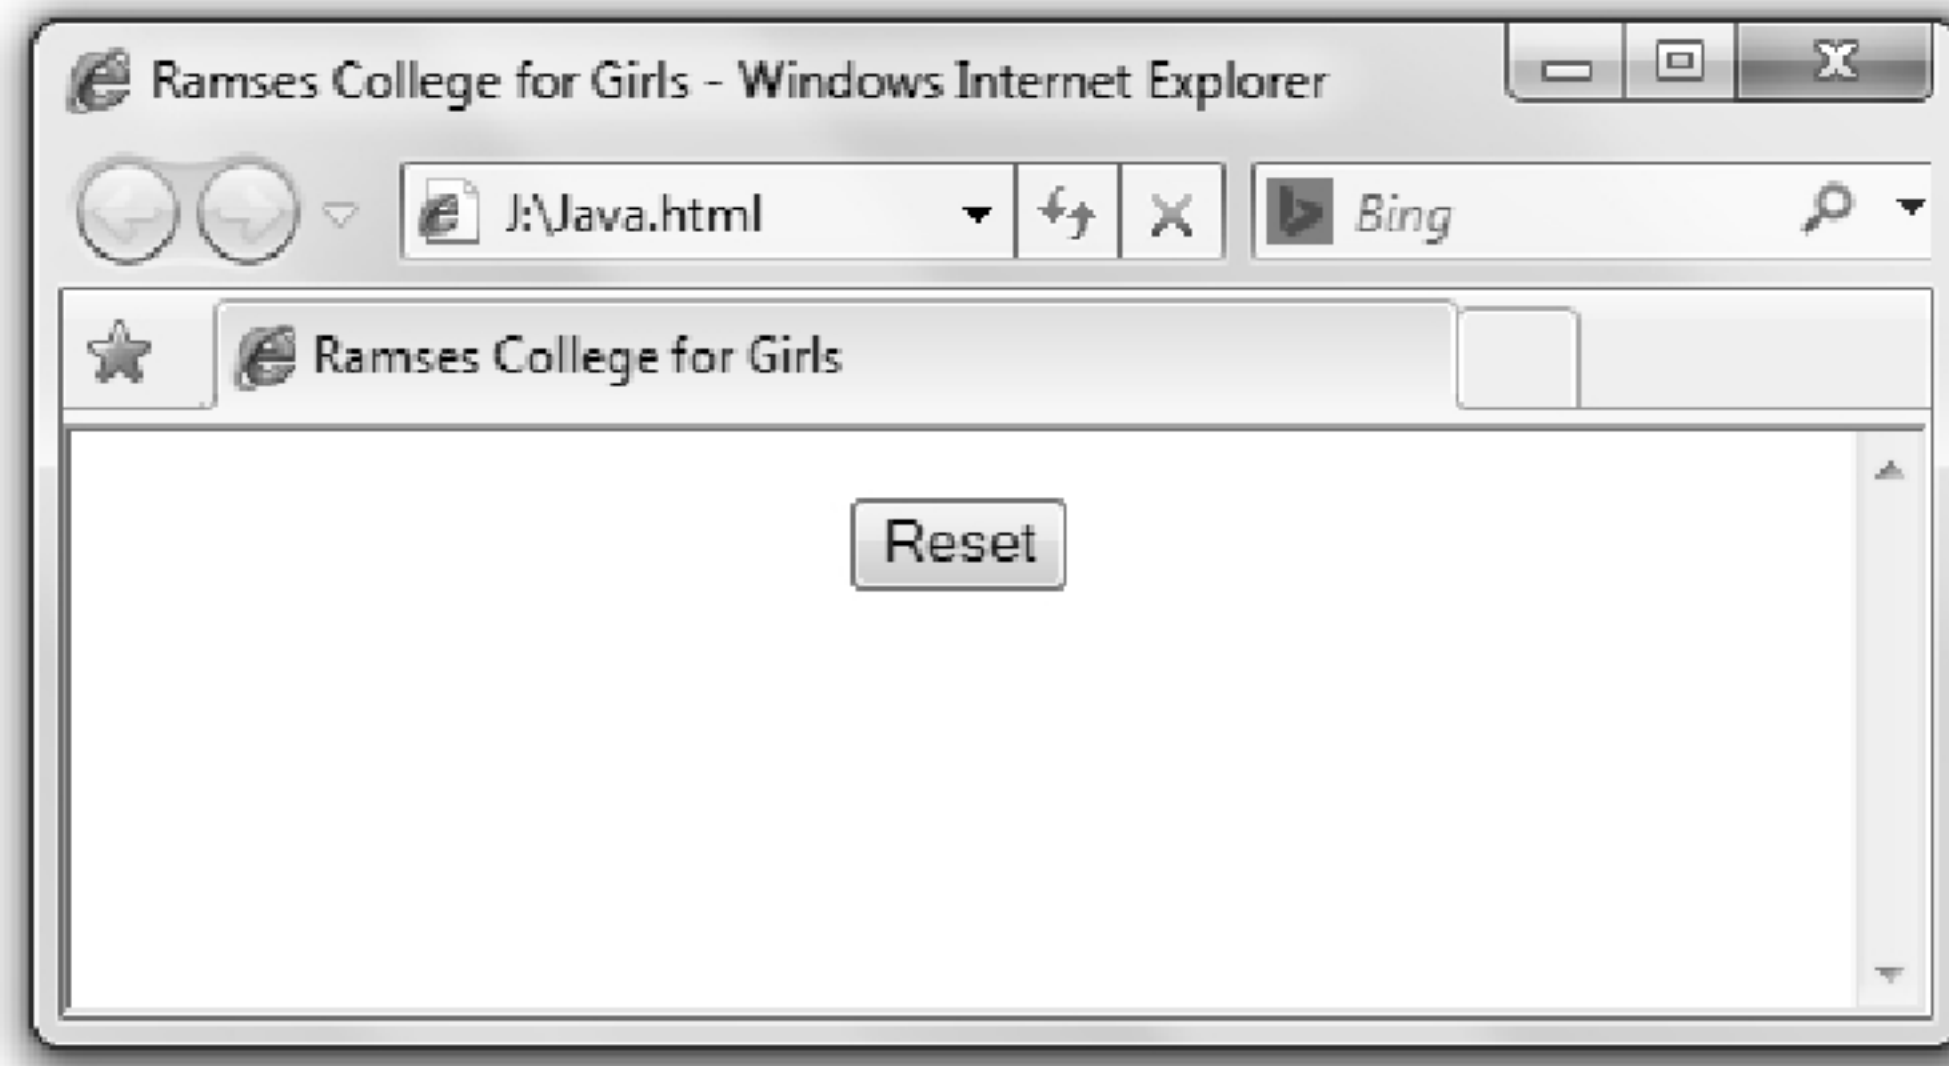 Ramses College for Girls - Windows Internet Explorer
J:\Java.html
Bing
Ramses College for Girls
Reset